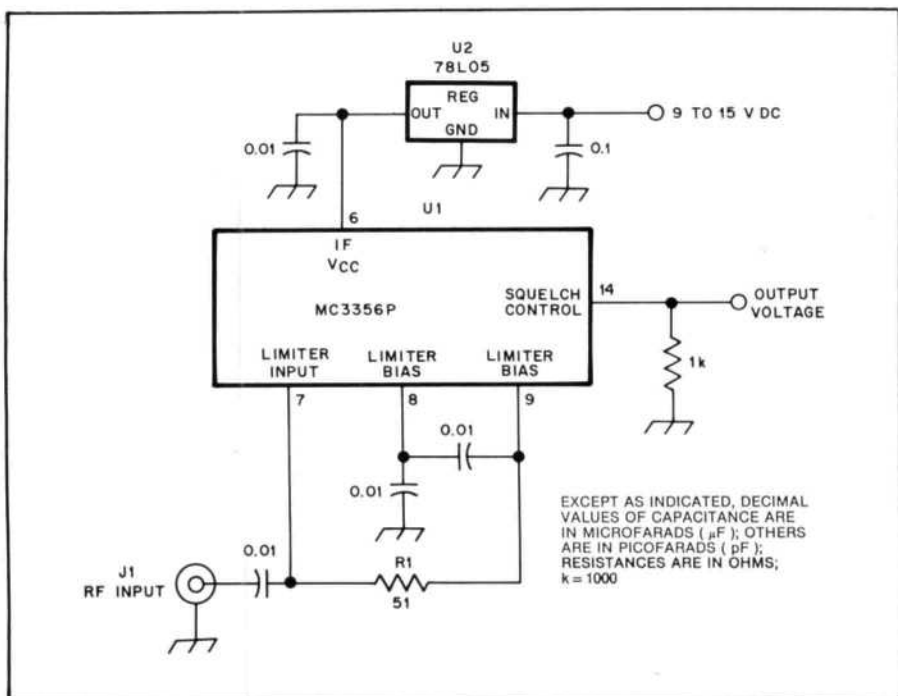 U2
78L05
REG
OUT IN
GND
9 TO 15 V DC
0.01
0.1
6
U1
IF
VCC
MC3356P
SQUELCH
CONTROL
14
OUTPUT
VOLTAGE
1k
LIMITER
INPUT
LIMITER
BIAS
LIMITER
BIAS
7
8
9
0.01
0.01
0.01
J1
RF INPUT
R1
51
EXCEPT AS INDICATED, DECIMAL
VALUES OF CAPACITANCE ARE
IN MICROFARADS ( µF ); OTHERS
ARE IN PICOFARADS ( pF );
RESISTANCES ARE IN OHMS;
k = 1000